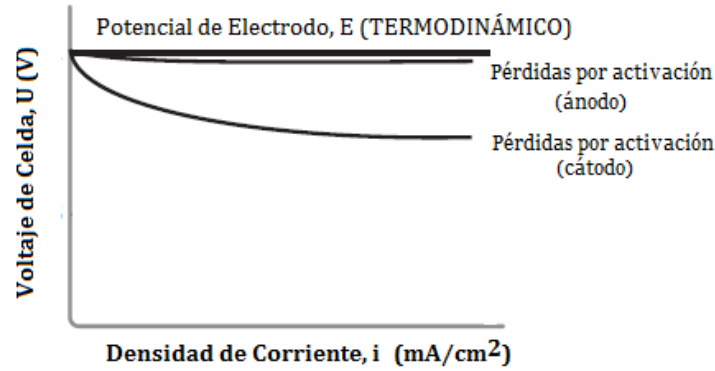 Potencial de Electrodo, E (TERMODINÁMICO)
Voltaje de Celda, U (V)
Pérdidas por activación
(ánodo)
Pérdidas por activación
(cátodo)
Densidad de Corriente, i (mA/cm²)